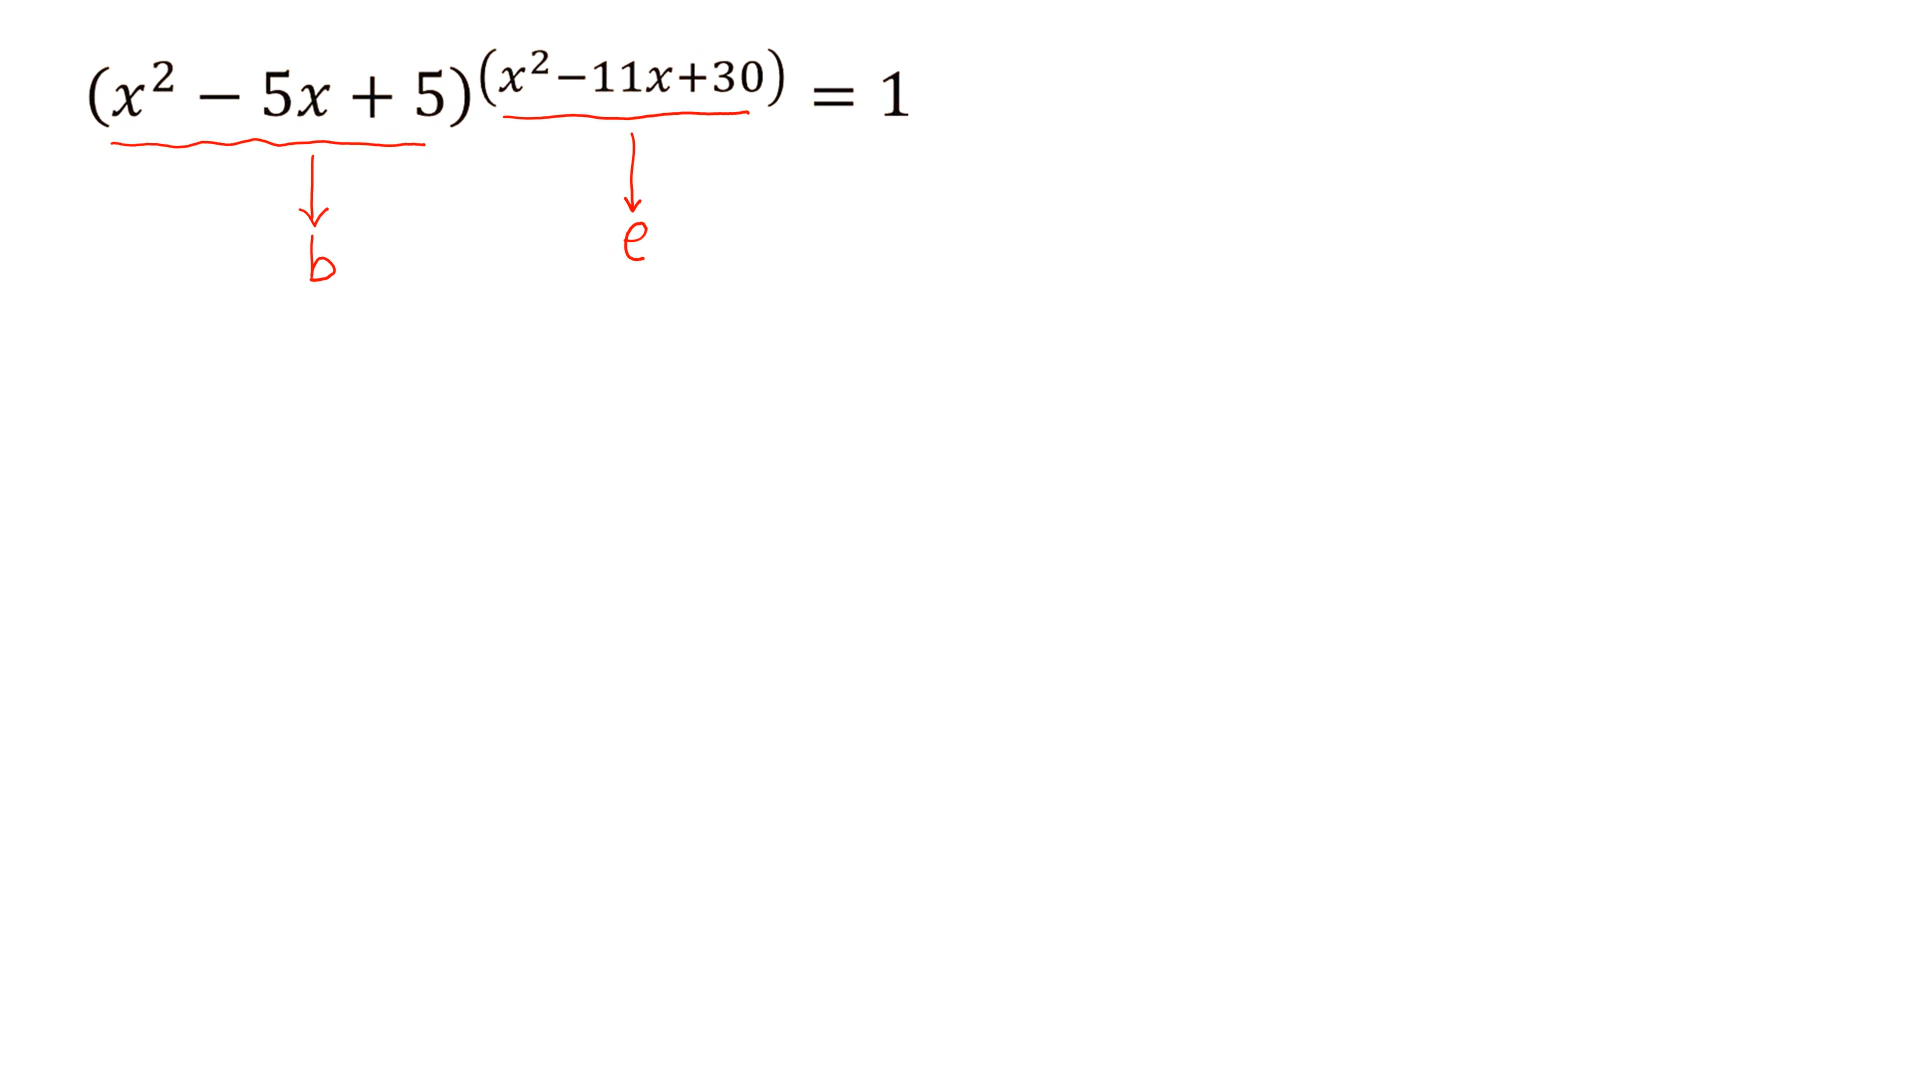 (x² − 5x + 5)^(x²−11x+30) = 1
b e